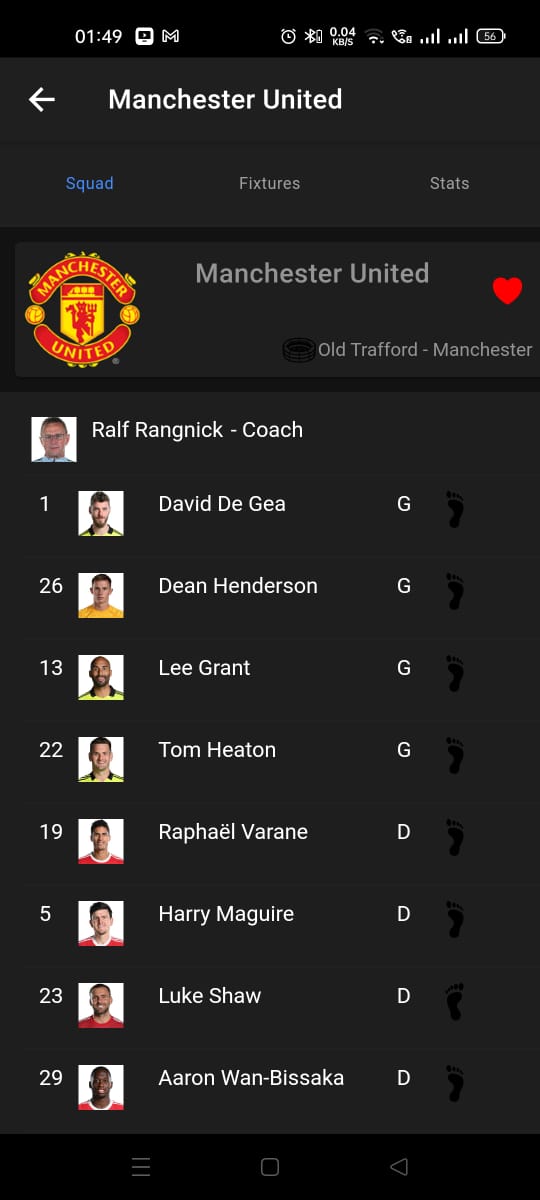 01:49 0.04 KB/S 56
Manchester United
Squad Fixtures Stats
MANCHESTER
UNITED
Manchester United
Old Trafford - Manchester
Ralf Rangnick - Coach
1 David De Gea G
26 Dean Henderson G
13 Lee Grant G
22 Tom Heaton G
19 Raphaël Varane D
5 Harry Maguire D
23 Luke Shaw D
29 Aaron Wan-Bissaka D